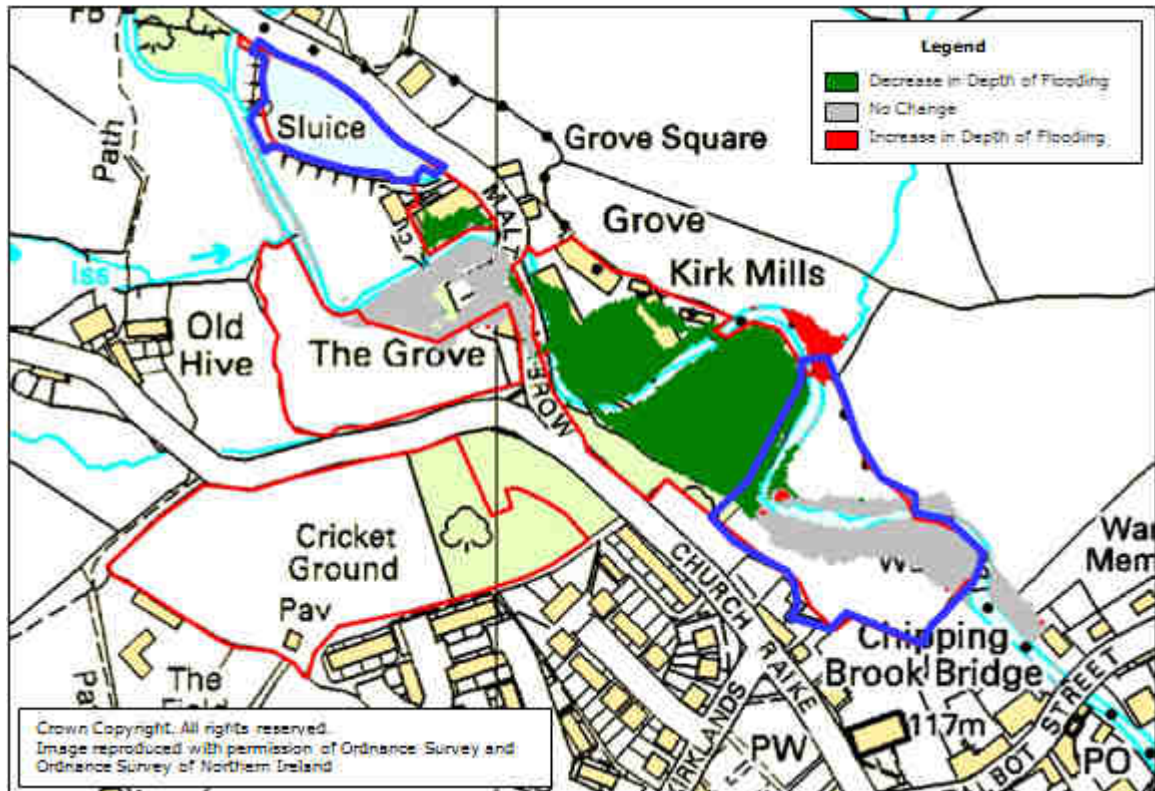 Legend
Decrease in Depth of Flooding
No Change
Increase in Depth of Flooding
FB
Sluice
Path
Grove Square
MALT
Grove
Kirk Mills
Iss
Old
Hive
The Grove
Cricket
Ground
Pav
CHURCH
RAIKE
War
Mem
Chipping
Brook Bridge
117m
The
PW
PO
Crown Copyright. All rights reserved.
Image reproduced with permission of Ordnance Survey and
Ordnance Survey of Northern Ireland